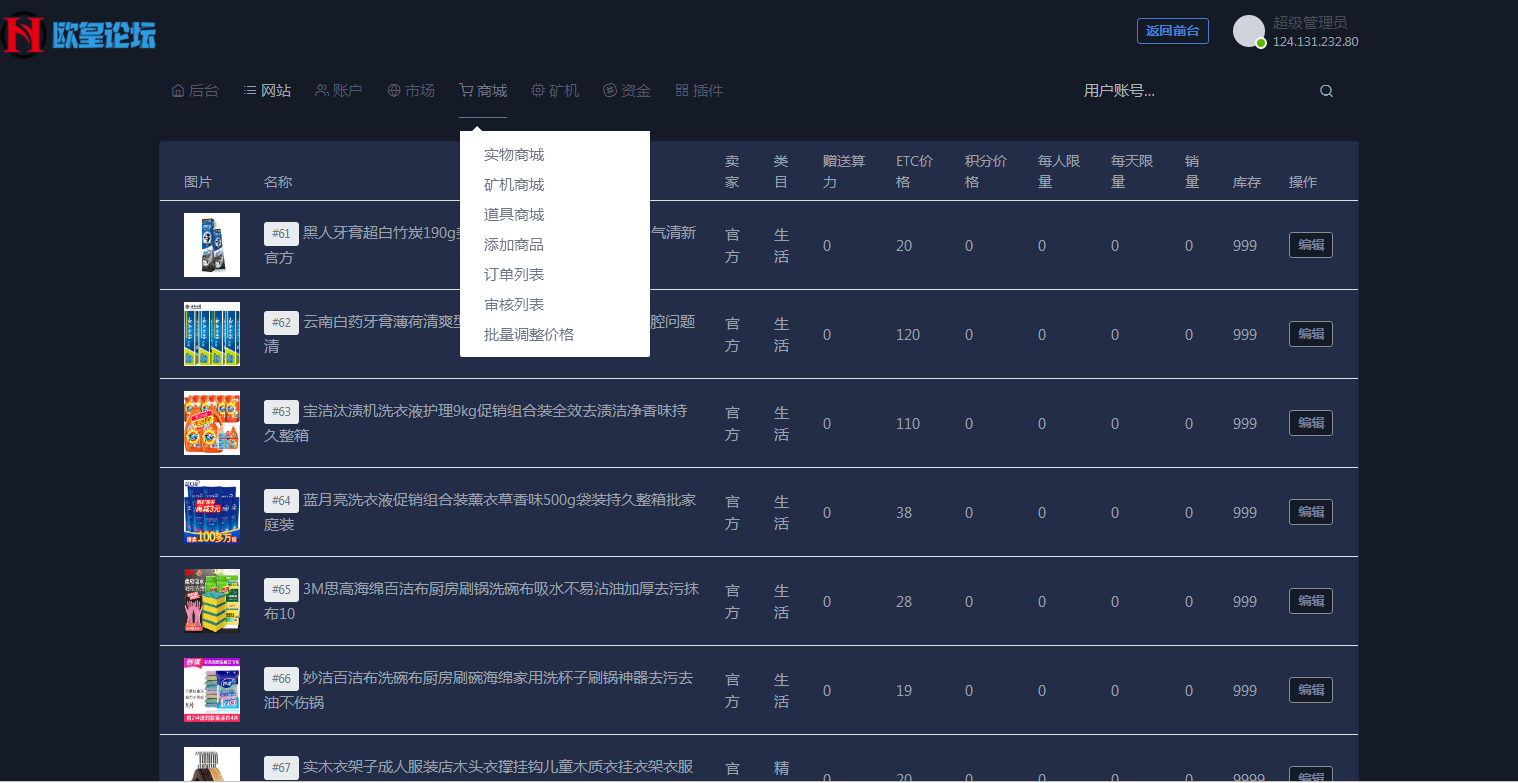 欧皇论坛
返回前台
超级管理员
124.131.232.80
后台 网站 账户 市场 商城 矿机 资金 插件 用户账号...
实物商城
矿机商城
道具商城
添加商品
订单列表
审核列表
批量调整价格
图片 名称 卖家 类目 赠送算力 ETC价格 积分价格 每人限量 每天限量 销量 库存 操作
#61 黑人牙膏超白竹炭190g 气清新
官方 官方 生活 0 20 0 0 0 0 999 编辑
#62 云南白药牙膏薄荷清爽型 腔问题
清 官方 生活 0 120 0 0 0 0 999 编辑
#63 宝洁汰渍机洗衣液护理9kg促销组合装全效去渍洁净香味持
久整箱 官方 生活 0 110 0 0 0 0 999 编辑
#64 蓝月亮洗衣液促销组合装薰衣草香味500g袋装持久整箱批家
庭装 官方 生活 0 38 0 0 0 0 999 编辑
#65 3M思高海绵百洁布厨房刷锅洗碗布吸水不易沾油加厚去污抹
布10 官方 生活 0 28 0 0 0 0 999 编辑
#66 妙洁百洁布洗碗布厨房刷碗海绵家用洗杯子刷锅神器去污去
油不伤锅 官方 生活 0 19 0 0 0 0 999 编辑
#67 实木衣架子成人服装店木头衣撑挂钩儿童木质衣挂衣架衣服
官 精 0 20 0 0 0 0 9999 编辑